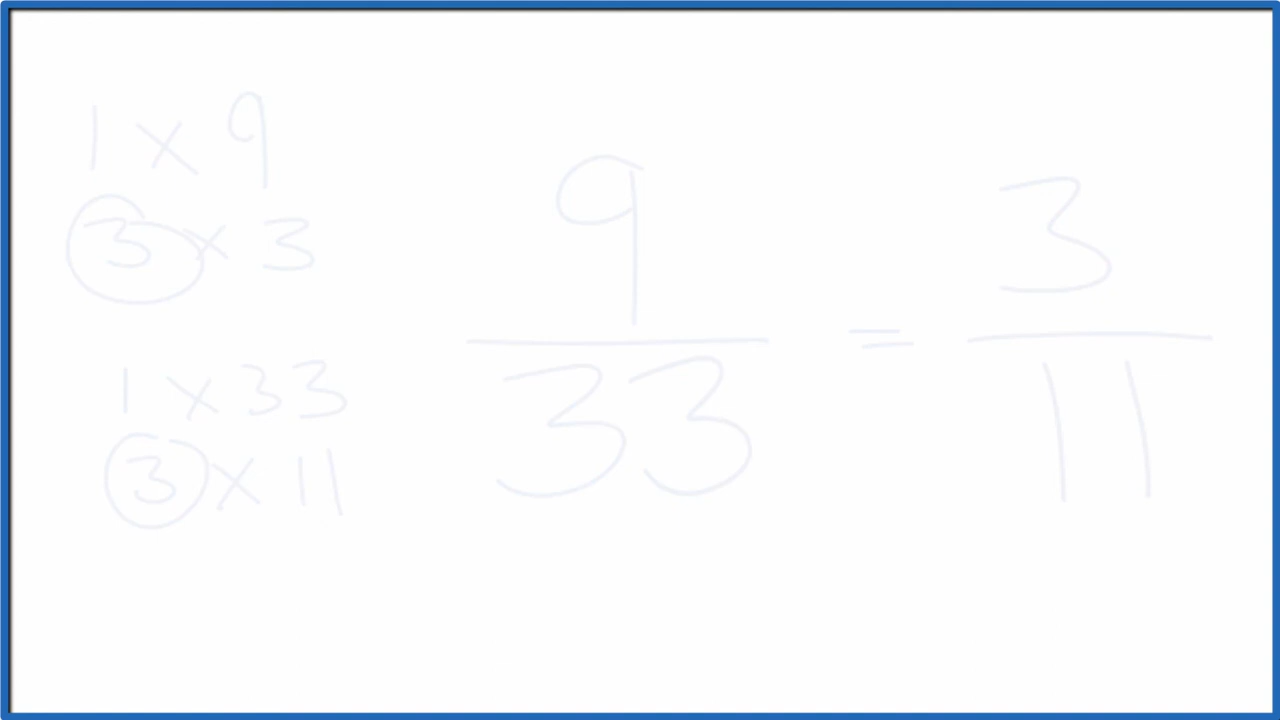 1 x 9
3 x 3
1 x 33
3 x 11
9
33
=
3
11